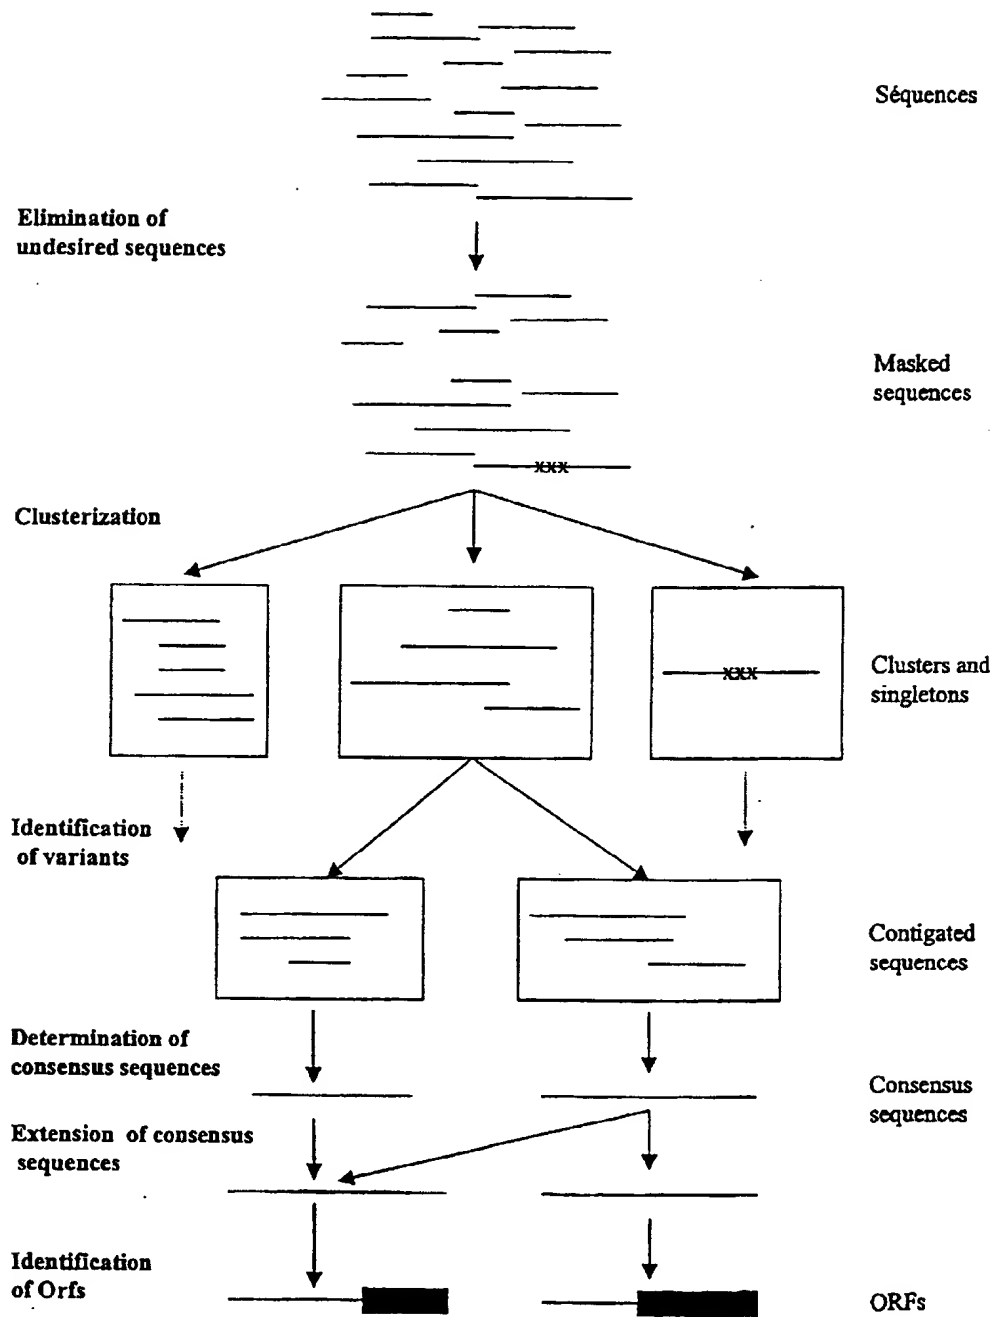 Séquences
Elimination of
undesired sequences
Masked
sequences
xxx
Clusterization
xxx
Clusters and
singletons
Identification
of variants
Contigated
sequences
Determination of
consensus sequences
Consensus
sequences
Extension of consensus
sequences
Identification
of Orfs
ORFs